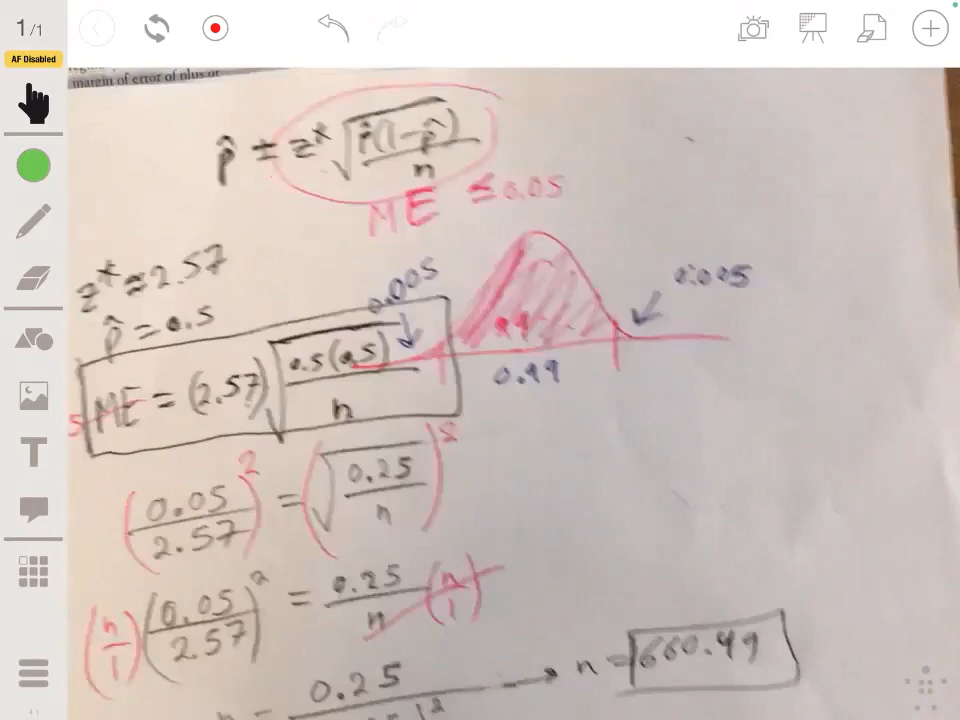 1/1
AF Disabled
margin of error of plus or
p̂ ± z* √(p̂(1-p̂)/n)
ME ≤ 0.05
z* ≈ 2.57
0.005
0.005
p̂ = 0.5
0.99
ME = (2.57) √(0.5(0.5)/n)
(0.05/2.57)² = (√(0.25/n))²
(n/1)(0.05/2.57)² = 0.25/n (n/1)
0.25 → n = 660.49